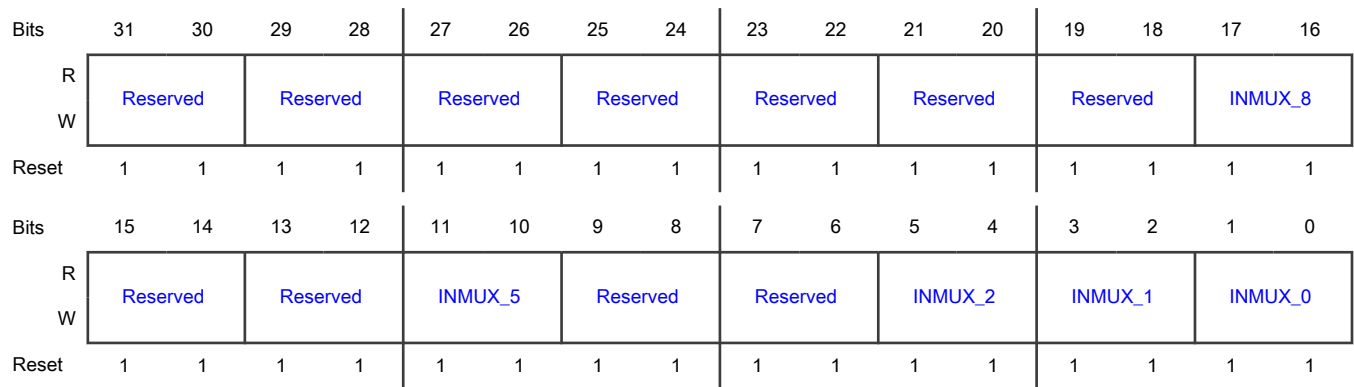 Bits 31 30 29 28 27 26 25 24 23 22 21 20 19 18 17 16
R
Reserved Reserved Reserved Reserved Reserved Reserved Reserved INMUX_8
W
Reset 1 1 1 1 1 1 1 1 1 1 1 1 1 1 1 1
Bits 15 14 13 12 11 10 9 8 7 6 5 4 3 2 1 0
R
Reserved Reserved INMUX_5 Reserved Reserved INMUX_2 INMUX_1 INMUX_0
W
Reset 1 1 1 1 1 1 1 1 1 1 1 1 1 1 1 1